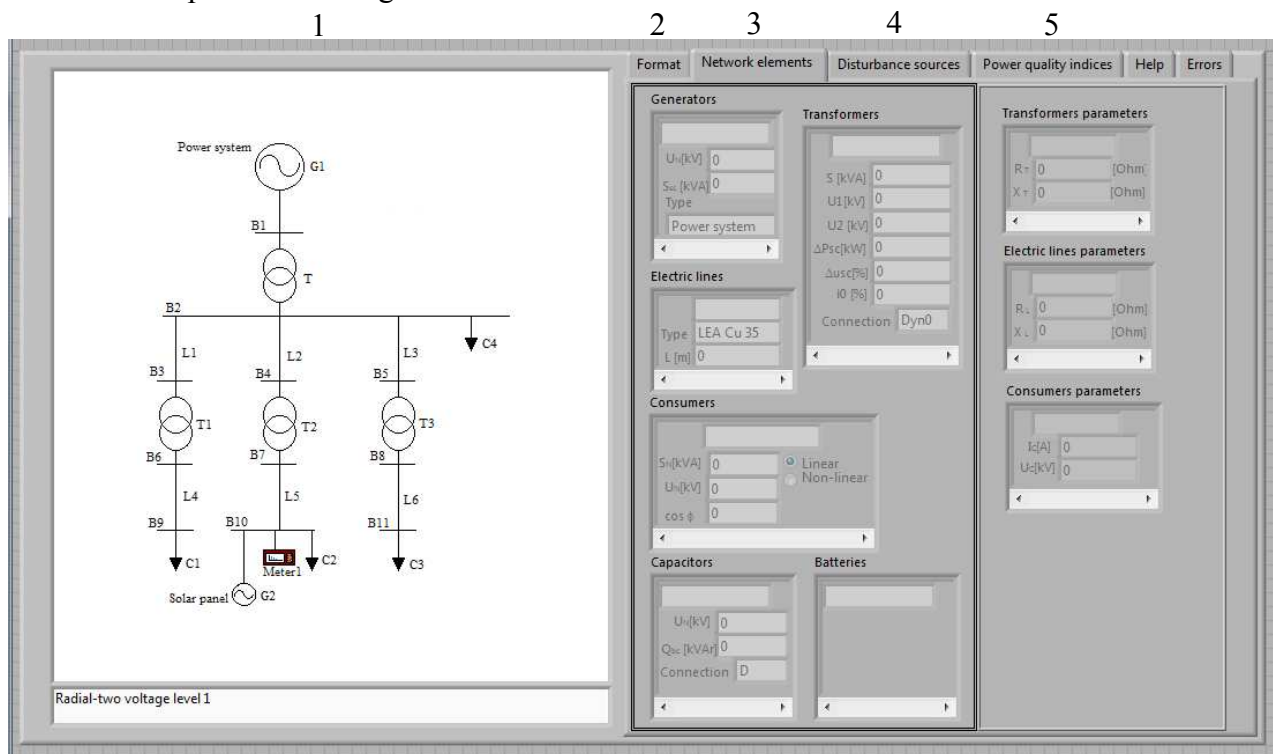 1 2 3 4 5
Format Network elements Disturbance sources Power quality indices Help Errors
Power system
G1
B1
T
B2
C4
L1 L2 L3
B3 B4 B5
T1 T2 T3
B6 B7 B8
L4 L5 L6
B9 B10 B11
C1 C2 C3
Meter1
Solar panel G2
Radial-two voltage level 1
Generators
UN[kV] 0
Ssc [kVA] 0
Type
Power system
Electric lines
Type LEA Cu 35
L [m] 0
Transformers
S [kVA] 0
U1[kV] 0
U2 [kV] 0
ΔPsc[kW] 0
Δusc[%] 0
i0 [%] 0
Connection Dyn0
Consumers
SN[kVA] 0
UN[kV] 0
cos ϕ 0
Linear
Non-linear
Capacitors
UN[kV] 0
Qsc [kVAr] 0
Connection D
Batteries
Transformers parameters
RT 0 [Ohm]
XT 0 [Ohm]
Electric lines parameters
RL 0 [Ohm]
XL 0 [Ohm]
Consumers parameters
Ic[A] 0
Uc[kV] 0